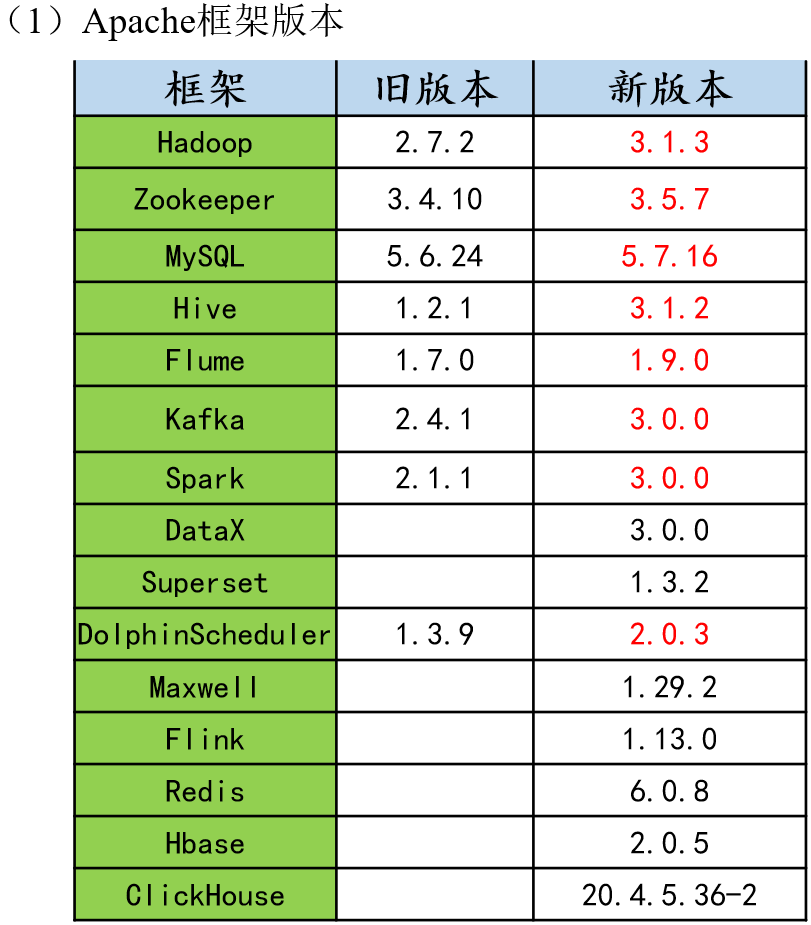 （1）Apache框架版本
框架 旧版本 新版本
Hadoop 2.7.2 3.1.3
Zookeeper 3.4.10 3.5.7
MySQL 5.6.24 5.7.16
Hive 1.2.1 3.1.2
Flume 1.7.0 1.9.0
Kafka 2.4.1 3.0.0
Spark 2.1.1 3.0.0
DataX 3.0.0
Superset 1.3.2
DolphinScheduler 1.3.9 2.0.3
Maxwell 1.29.2
Flink 1.13.0
Redis 6.0.8
Hbase 2.0.5
ClickHouse 20.4.5.36-2